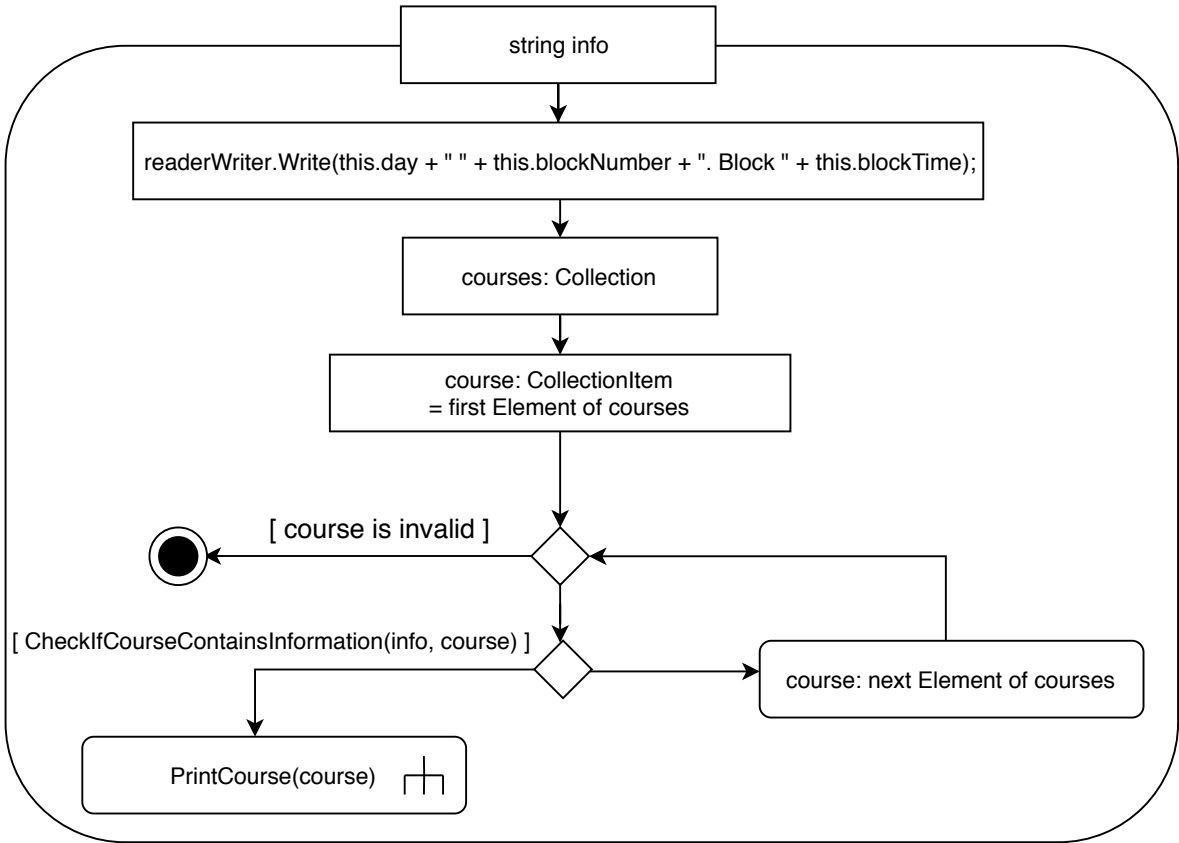 string info
readerWriter.Write(this.day + " " + this.blockNumber + ". Block " + this.blockTime);
courses: Collection
course: CollectionItem
= first Element of courses
[ course is invalid ]
[ CheckIfCourseContainsInformation(info, course) ]
course: next Element of courses
PrintCourse(course)